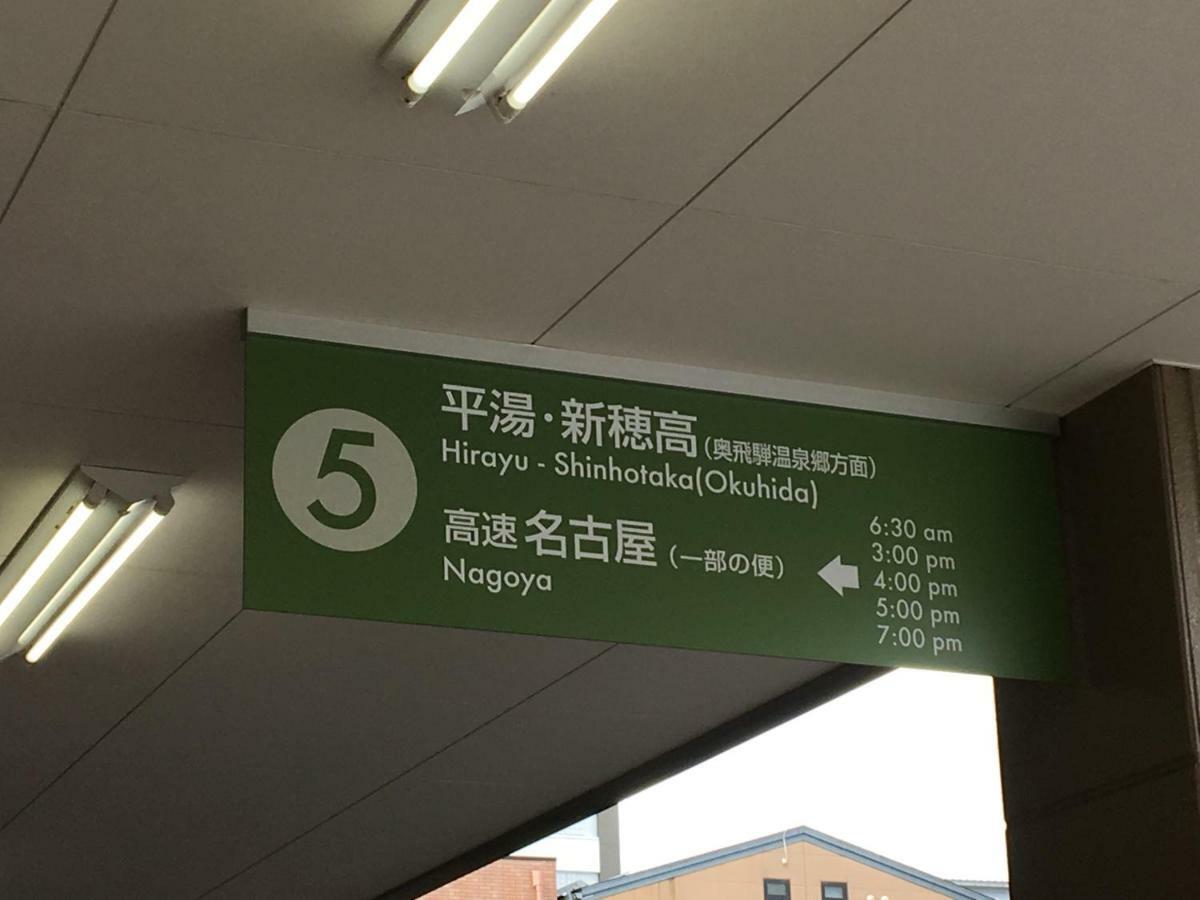 5
平湯・新穂高(奥飛騨温泉郷方面)
Hirayu - Shinhotaka(Okuhida)
高速 名古屋 (一部の便)
Nagoya
6:30 am
3:00 pm
4:00 pm
5:00 pm
7:00 pm